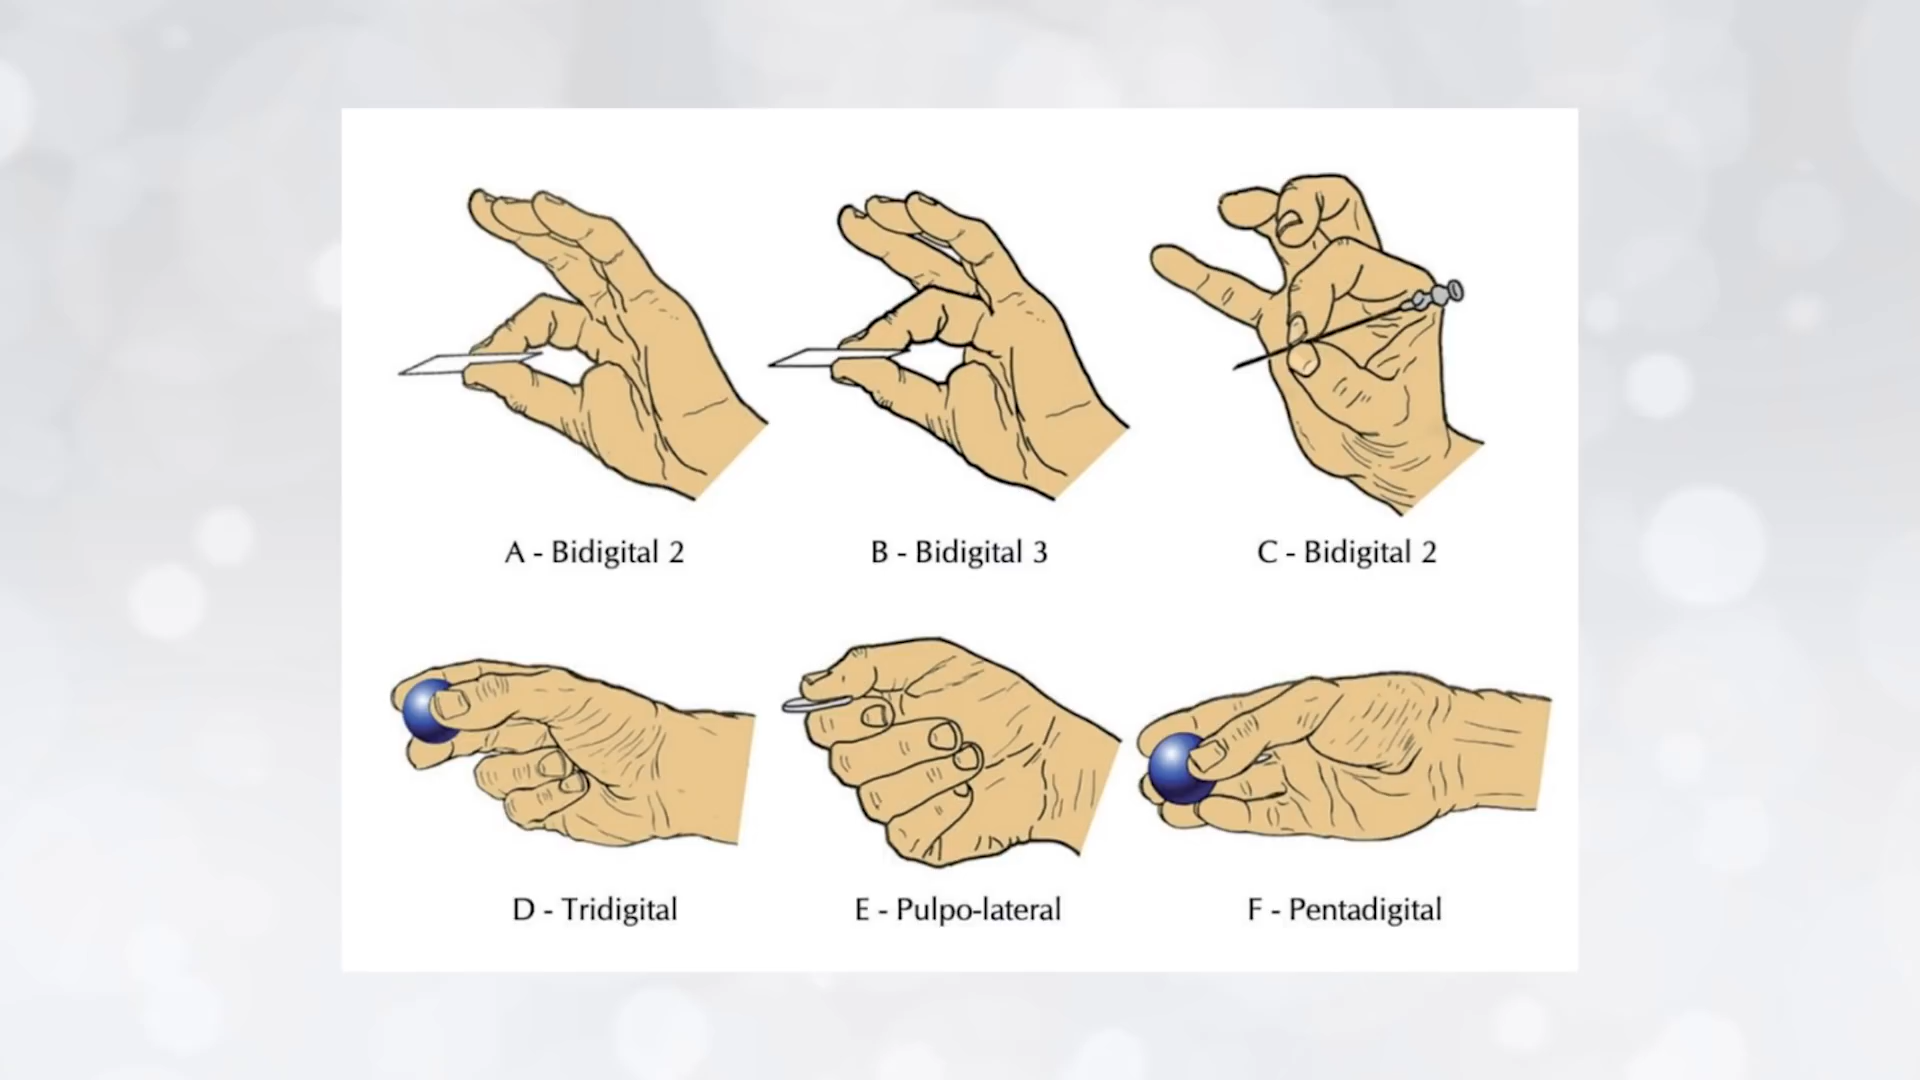 A - Bidigital 2
B - Bidigital 3
C - Bidigital 2
D - Tridigital
E - Pulpo-lateral
F - Pentadigital